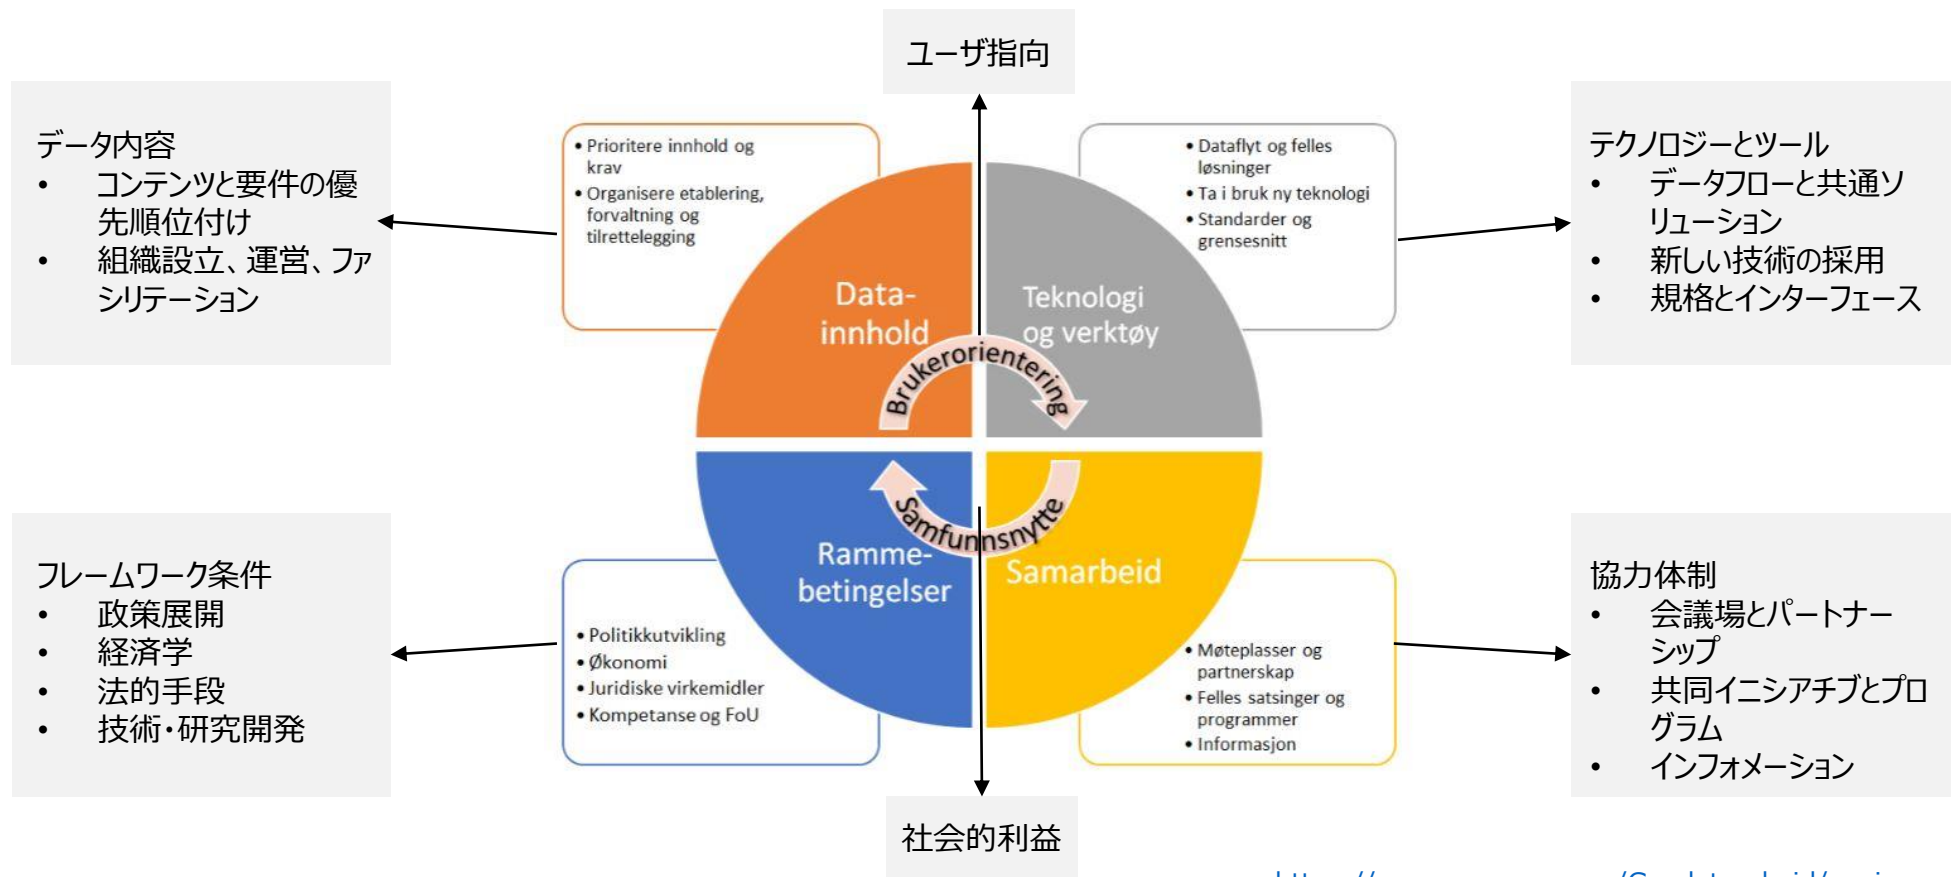 ユーザ指向
データ内容
• コンテンツと要件の優
先順位付け
• 組織設立、運営、ファ
シリテーション
• Prioritere innhold og
krav
• Organisere etablering,
forvaltning og
tilrettelegging
• Dataflyt og felles
løsninger
• Ta i bruk ny teknologi
• Standarder og
grensesnitt
テクノロジーとツール
• データフローと共通ソ
リューション
• 新しい技術の採用
• 規格とインターフェース
Data-
innhold
Teknologi
og verktøy
Brukerorientering
Samfunnsnytte
Ramme-
betingelser
Samarbeid
フレームワーク条件
• 政策展開
• 経済学
• 法的手段
• 技術・研究開発
• Politikkutvikling
• Økonomi
• Juridiske virkemidler
• Kompetanse og FoU
• Møteplasser og
partnerskap
• Felles satsinger og
programmer
• Informasjon
協力体制
• 会議場とパートナー
シップ
• 共同イニシアチブとプロ
グラム
• インフォメーション
社会的利益